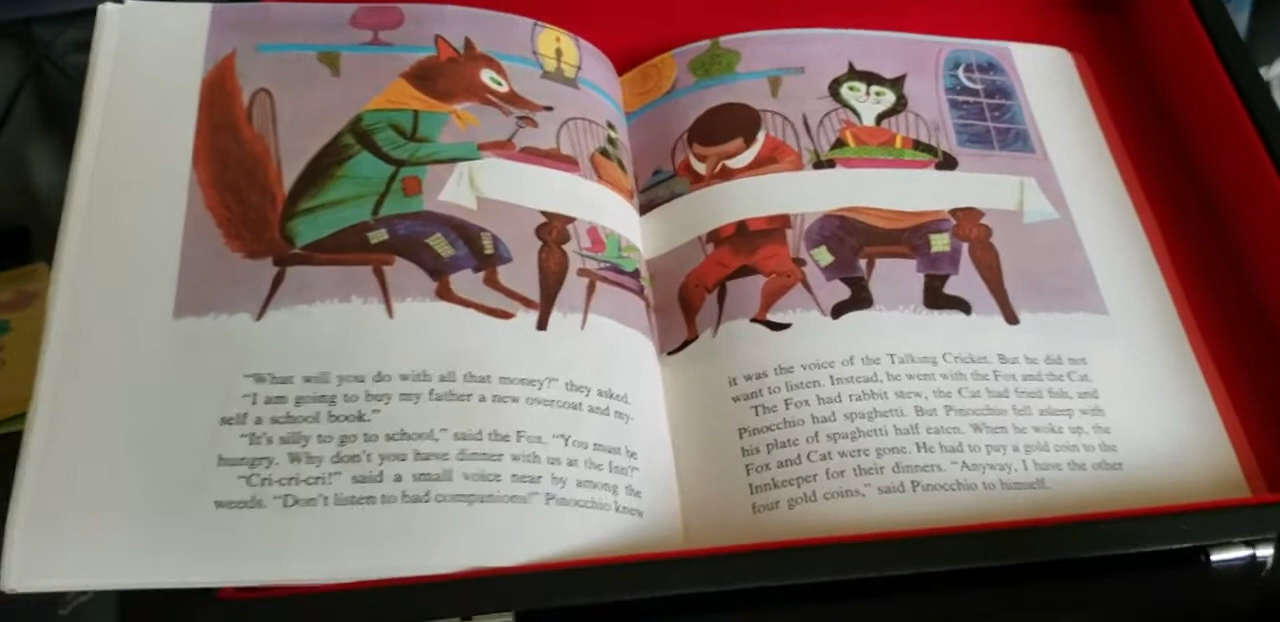 "What will you do with all that money?" they asked.
"I am going to buy my father a new overcoat and my-
self a school book."
"It's silly to go to school," said the Fox. "You must be
hungry. Why don't you have dinner with us at the Inn?"
"Cri-cri-cri!" said a small voice near by among the
weeds. "Don't listen to bad companions!" Pinocchio knew
it was the voice of the Talking Cricket. But he did not
want to listen. Instead, he went with the Fox and the Cat.
The Fox had rabbit stew, the Cat had fried fish, and
Pinocchio had spaghetti. But Pinocchio fell asleep with
his plate of spaghetti half eaten. When he woke up, the
Fox and Cat were gone. He had to pay a gold coin to the
Innkeeper for their dinners. "Anyway, I have the other
four gold coins," said Pinocchio to himself.